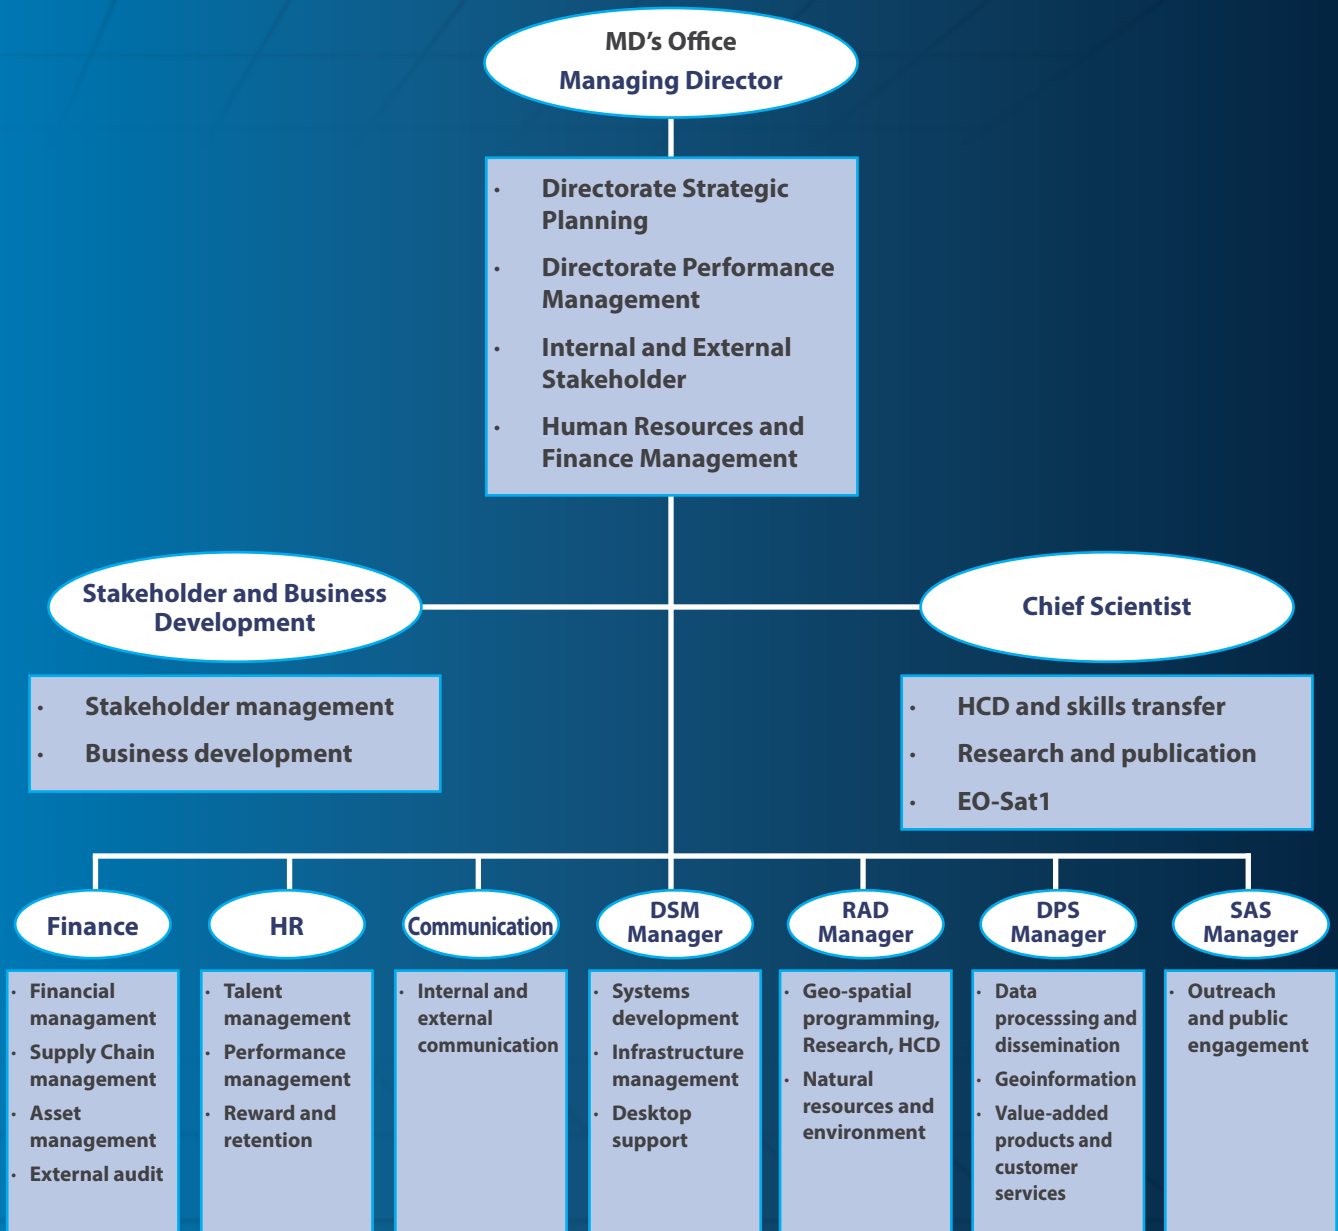 MD's Office
Managing Director
· Directorate Strategic
Planning
· Directorate Performance
Management
· Internal and External
Stakeholder
· Human Resources and
Finance Management
Stakeholder and Business
Development
· Stakeholder management
· Business development
Chief Scientist
· HCD and skills transfer
· Research and publication
· EO-Sat1
Finance
· Financial
managament
· Supply Chain
management
· Asset
management
· External audit
HR
· Talent
management
· Performance
management
· Reward and
retention
Communication
· Internal and
external
communication
DSM
Manager
· Systems
development
· Infrastructure
management
· Desktop
support
RAD
Manager
· Geo-spatial
programming,
Research, HCD
· Natural
resources and
environment
DPS
Manager
· Data
processsing and
dissemination
· Geoinformation
· Value-added
products and
customer
services
SAS
Manager
· Outreach
and public
engagement